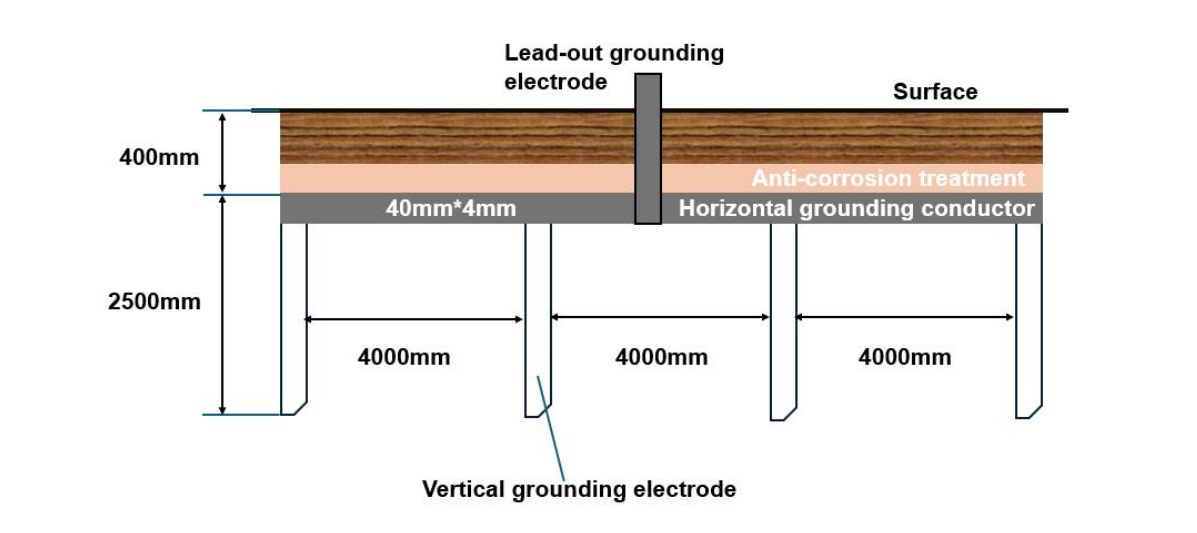 Lead-out grounding
electrode
Surface
400mm
Anti-corrosion treatment
40mm*4mm
Horizontal grounding conductor
2500mm
4000mm
4000mm
4000mm
Vertical grounding electrode